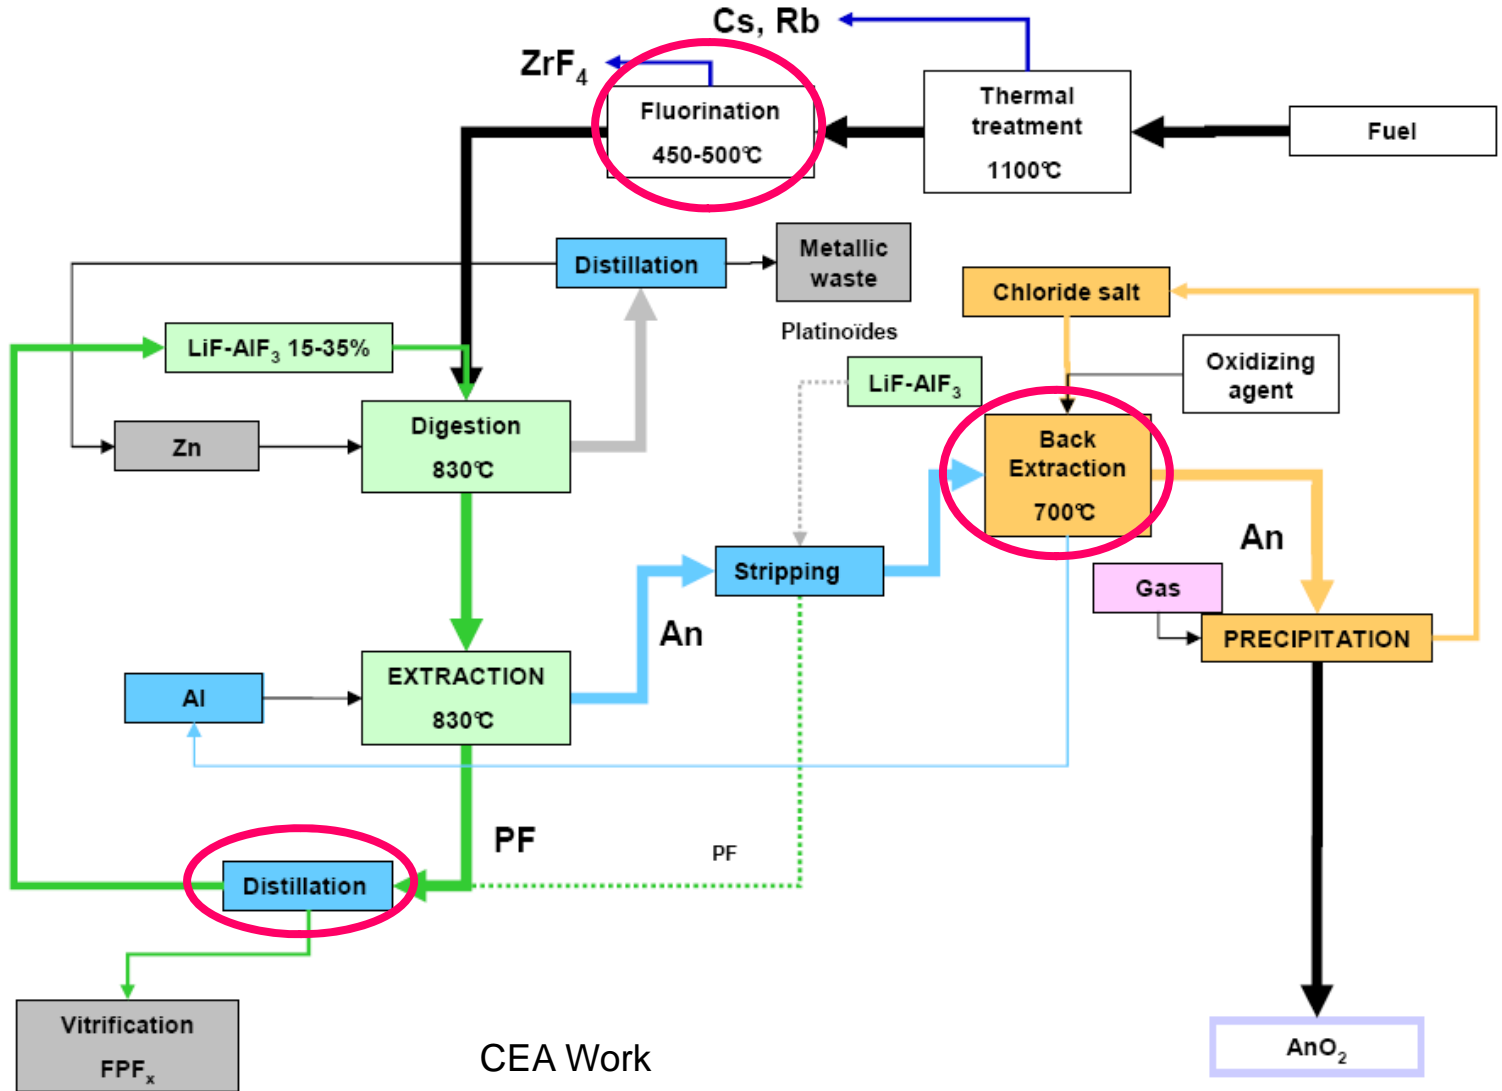 Cs, Rb
ZrF₄
Fluorination
450-500°C
Thermal
treatment
1100°C
Fuel
Distillation
Metallic
waste
Chloride salt
Platinoïdes
LiF-AlF₃ 15-35%
LiF-AlF₃
Oxidizing
agent
Zn
Digestion
830°C
Back
Extraction
700°C
An
Stripping
Gas
An
PRECIPITATION
Al
EXTRACTION
830°C
PF
PF
Distillation
Vitrification
FPFₓ
CEA Work
AnO₂